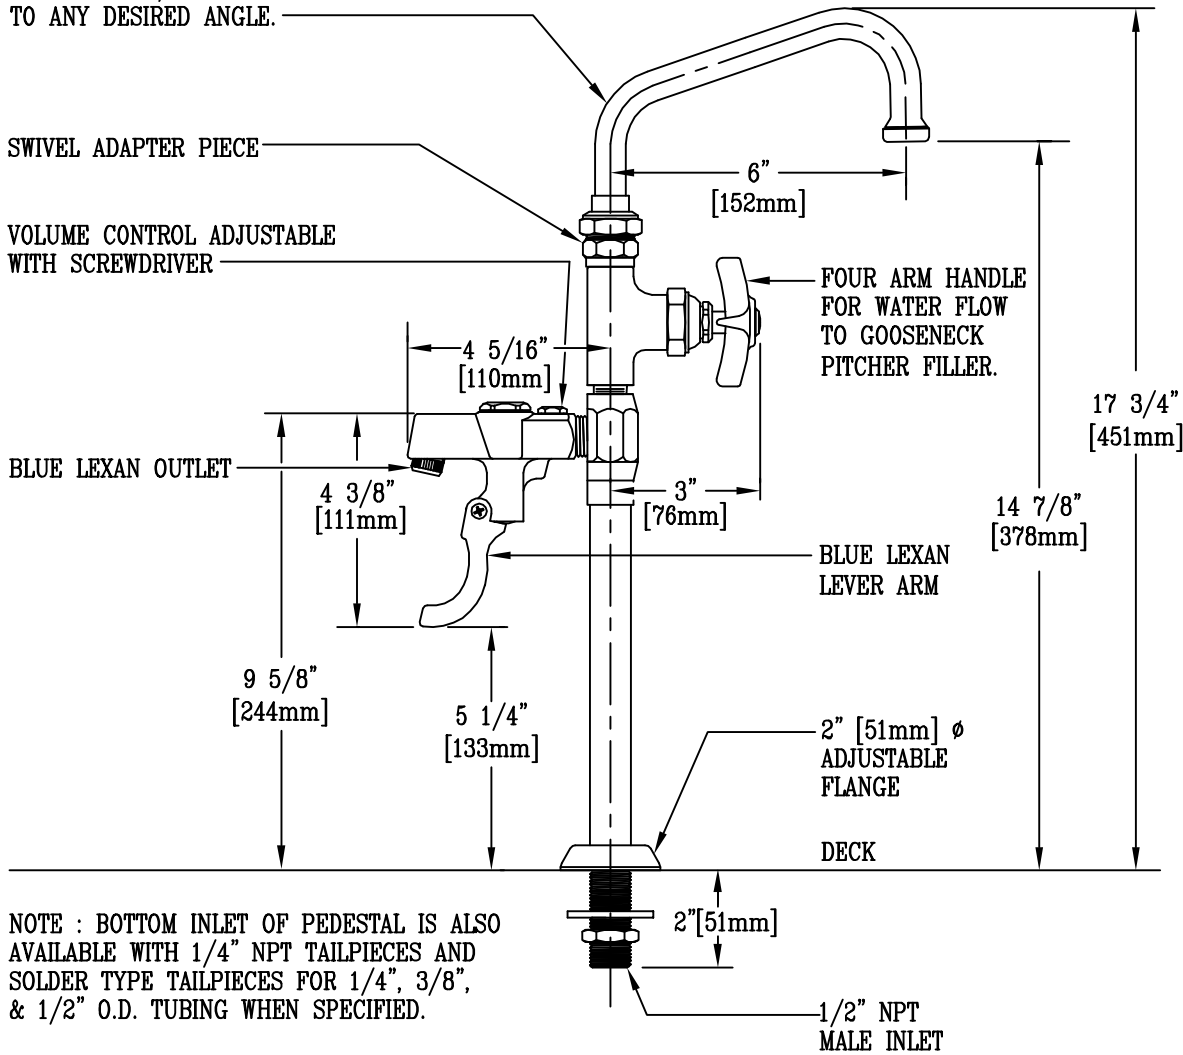 TO ANY DESIRED ANGLE.
SWIVEL ADAPTER PIECE
6"
[152mm]
VOLUME CONTROL ADJUSTABLE
WITH SCREWDRIVER
FOUR ARM HANDLE
FOR WATER FLOW
TO GOOSENECK
PITCHER FILLER.
4 5/16"
[110mm]
17 3/4"
[451mm]
BLUE LEXAN OUTLET
4 3/8"
[111mm]
3"
[76mm]
14 7/8"
[378mm]
BLUE LEXAN
LEVER ARM
9 5/8"
[244mm]
5 1/4"
[133mm]
2" [51mm] ø
ADJUSTABLE
FLANGE
DECK
2"[51mm]
NOTE : BOTTOM INLET OF PEDESTAL IS ALSO
AVAILABLE WITH 1/4" NPT TAILPIECES AND
SOLDER TYPE TAILPIECES FOR 1/4", 3/8",
& 1/2" O.D. TUBING WHEN SPECIFIED.
1/2" NPT
MALE INLET